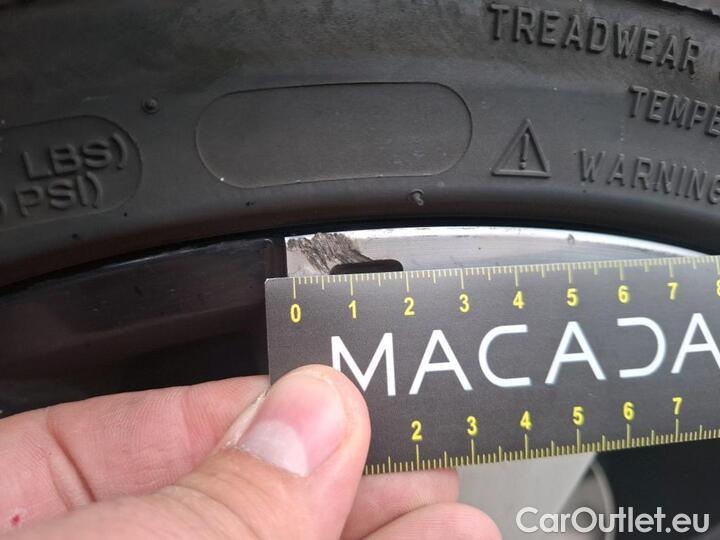 TREADWEAR
LBS)
PSI)
WARNING
0 1 2 3 4 5 6 7 8
MACADA
2 3 4 5 6 7
CarOutlet.eu